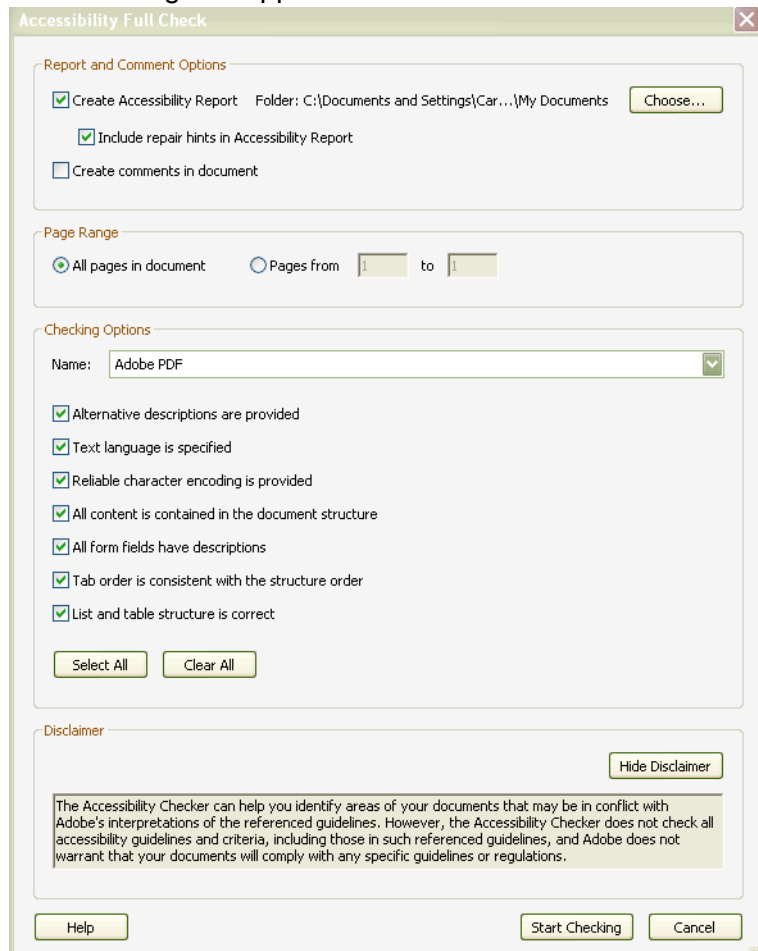 Accessibility Full Check
Report and Comment Options
Create Accessibility Report Folder: C:\Documents and Settings\Car...\My Documents Choose...
Include repair hints in Accessibility Report
Create comments in document
Page Range
All pages in document Pages from 1 to 1
Checking Options
Name: Adobe PDF
Alternative descriptions are provided
Text language is specified
Reliable character encoding is provided
All content is contained in the document structure
All form fields have descriptions
Tab order is consistent with the structure order
List and table structure is correct
Select All Clear All
Disclaimer
Hide Disclaimer
The Accessibility Checker can help you identify areas of your documents that may be in conflict with
Adobe's interpretations of the referenced guidelines. However, the Accessibility Checker does not check all
accessibility guidelines and criteria, including those in such referenced guidelines, and Adobe does not
warrant that your documents will comply with any specific guidelines or regulations.
Help Start Checking Cancel